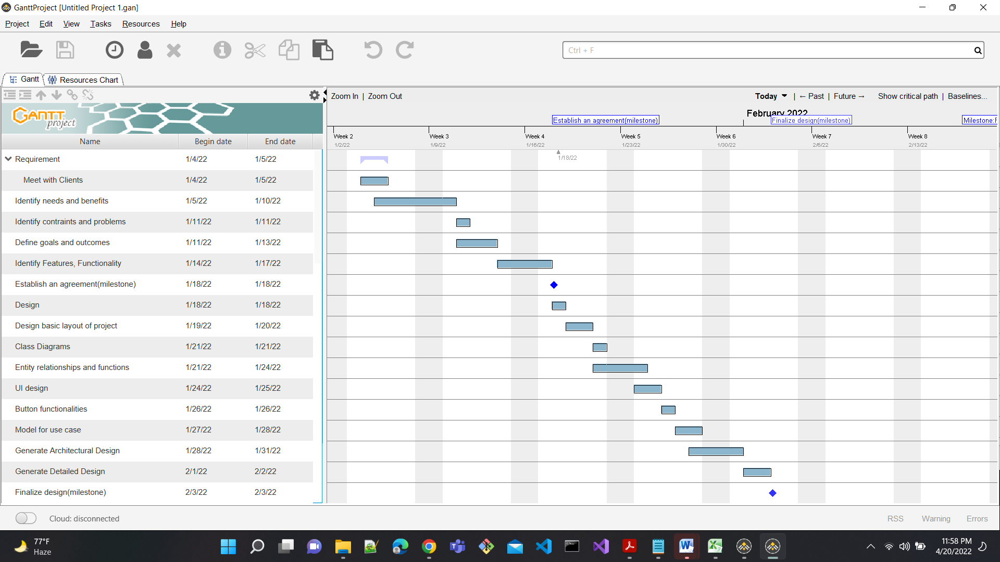 GanttProject [Untitled Project 1.gan]
Project Edit View Tasks Resources Help
Ctrl + F
Gantt Resources Chart
Zoom In | Zoom Out Today | ← Past | Future → Show critical path | Baselines...
GANTT project
February 2022
Establish an agreement(milestone) Finalize design(milestone) Milestone:
Name Begin date End date
Week 2 Week 3 Week 4 Week 5 Week 6 Week 7 Week 8
1/2/22 1/9/22 1/16/22 1/23/22 1/30/22 2/6/22 2/13/22
1/18/22
Requirement 1/4/22 1/5/22
Meet with Clients 1/4/22 1/5/22
Identify needs and benefits 1/5/22 1/10/22
Identify contraints and problems 1/11/22 1/11/22
Define goals and outcomes 1/11/22 1/13/22
Identify Features, Functionality 1/14/22 1/17/22
Establish an agreement(milestone) 1/18/22 1/18/22
Design 1/18/22 1/18/22
Design basic layout of project 1/19/22 1/20/22
Class Diagrams 1/21/22 1/21/22
Entity relationships and functions 1/21/22 1/24/22
UI design 1/24/22 1/25/22
Button functionalities 1/26/22 1/26/22
Model for use case 1/27/22 1/28/22
Generate Architectural Design 1/28/22 1/31/22
Generate Detailed Design 2/1/22 2/2/22
Finalize design(milestone) 2/3/22 2/3/22
Cloud: disconnected RSS Warning Errors
77°F
Haze
11:58 PM
4/20/2022